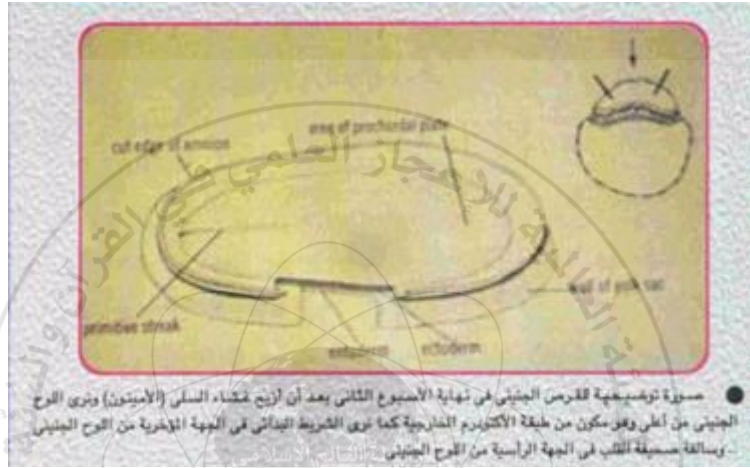 cut edge of amnion
area of prochordal plate
wall of yolk sac
primitive streak
endoderm
ectoderm
صورة توضيحية للقرص الجنيني في نهاية الأسبوع الثاني بعد أن أزيح غشاء السلى (الأمنيون) ونرى اللوح
الجنيني من أعلى وهو مكون من طبقة الأكتودرم الخارجية كما نرى الشريط البدائي في الجهة المؤخرية من اللوح الجنيني
وسالفة صحيفة القلب في الجهة الرأسية من اللوح الجنيني